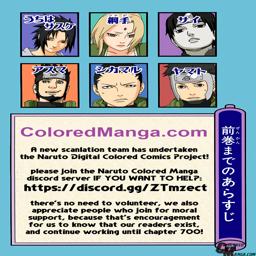 うちは
サスケ
綱手
サイ
アスマ
シカマル
ヤマト
前巻までのあらすじ
ぜんかん
ColoredManga.com
A new scanlation team has undertaken
the Naruto Digital Colored Comics Project!
please join the Naruto Colored Manga
discord server IF YOU WANT TO HELP:
https://discord.gg/ZTmzect
there's no need to volunteer, we also
appreciate people who join for moral
support, because that's encouragement
for us to know that our readers exist,
and continue working until chapter 700!